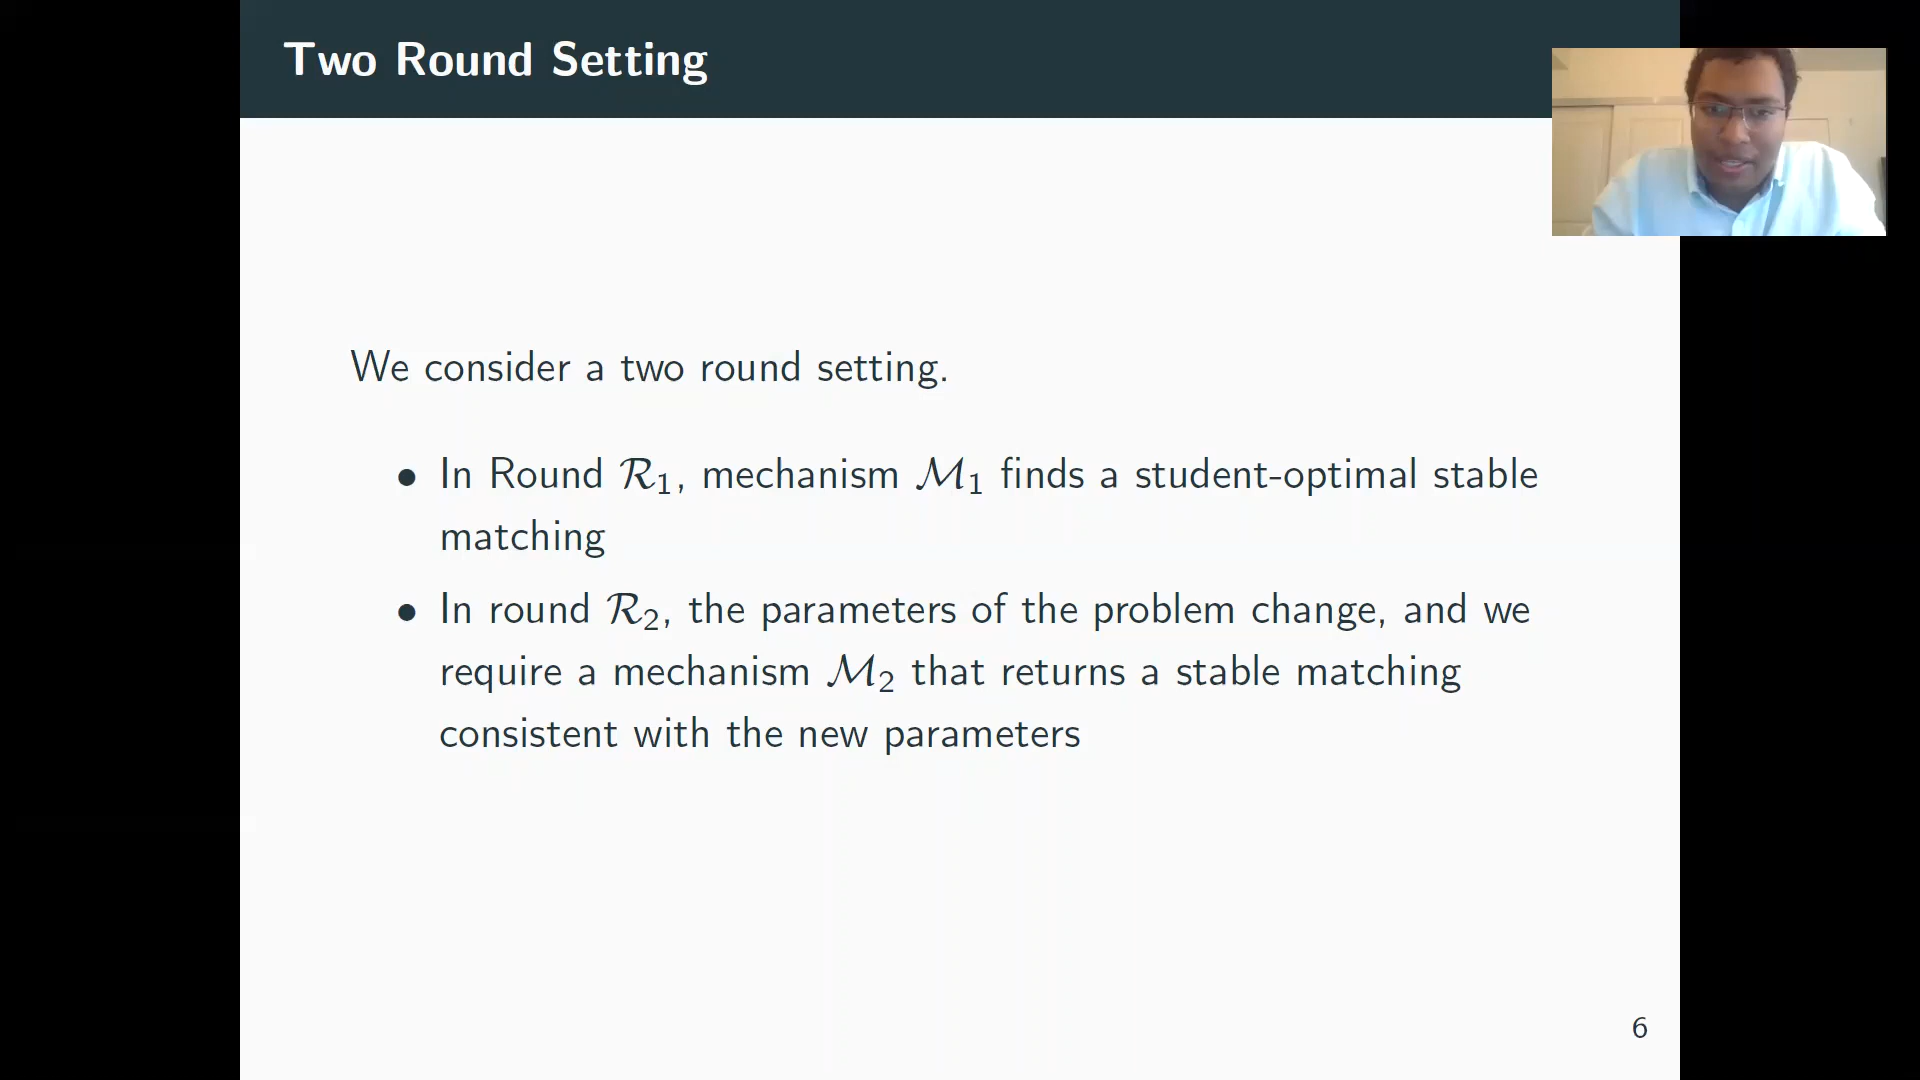 Two Round Setting
We consider a two round setting.
• In Round $\mathcal{R}_1$, mechanism $\mathcal{M}_1$ finds a student-optimal stable
matching
• In round $\mathcal{R}_2$, the parameters of the problem change, and we
require a mechanism $\mathcal{M}_2$ that returns a stable matching
consistent with the new parameters
6